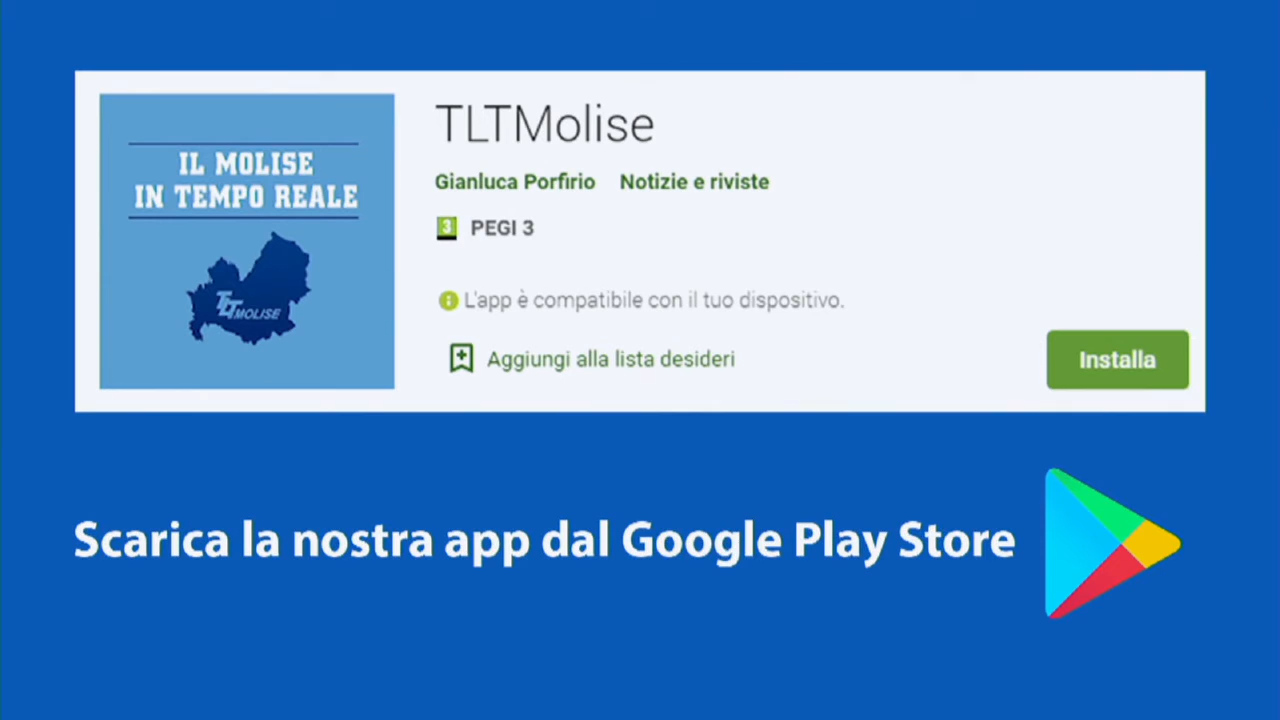 IL MOLISE
IN TEMPO REALE
TLTMOLISE
TLTMolise
Gianluca Porfirio Notizie e riviste
3 PEGI 3
L'app è compatibile con il tuo dispositivo.
Aggiungi alla lista desideri
Installa
Scarica la nostra app dal Google Play Store